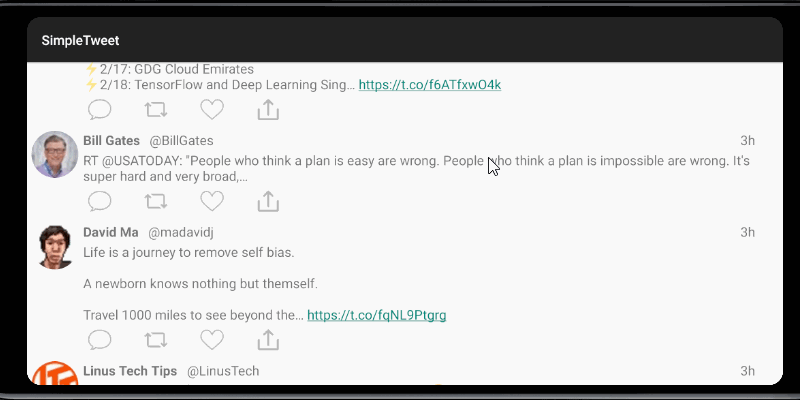 SimpleTweet
⚡2/17: GDG Cloud Emirates
⚡2/18: TensorFlow and Deep Learning Sing… https://t.co/f6ATfxwO4k
Bill Gates @BillGates 3h
RT @USATODAY: "People who think a plan is easy are wrong. People who think a plan is impossible are wrong. It's
super hard and very broad,…
David Ma @madavidj 3h
Life is a journey to remove self bias.
A newborn knows nothing but themself.
Travel 1000 miles to see beyond the… https://t.co/fqNL9Ptgrg
Linus Tech Tips @LinusTech 3h